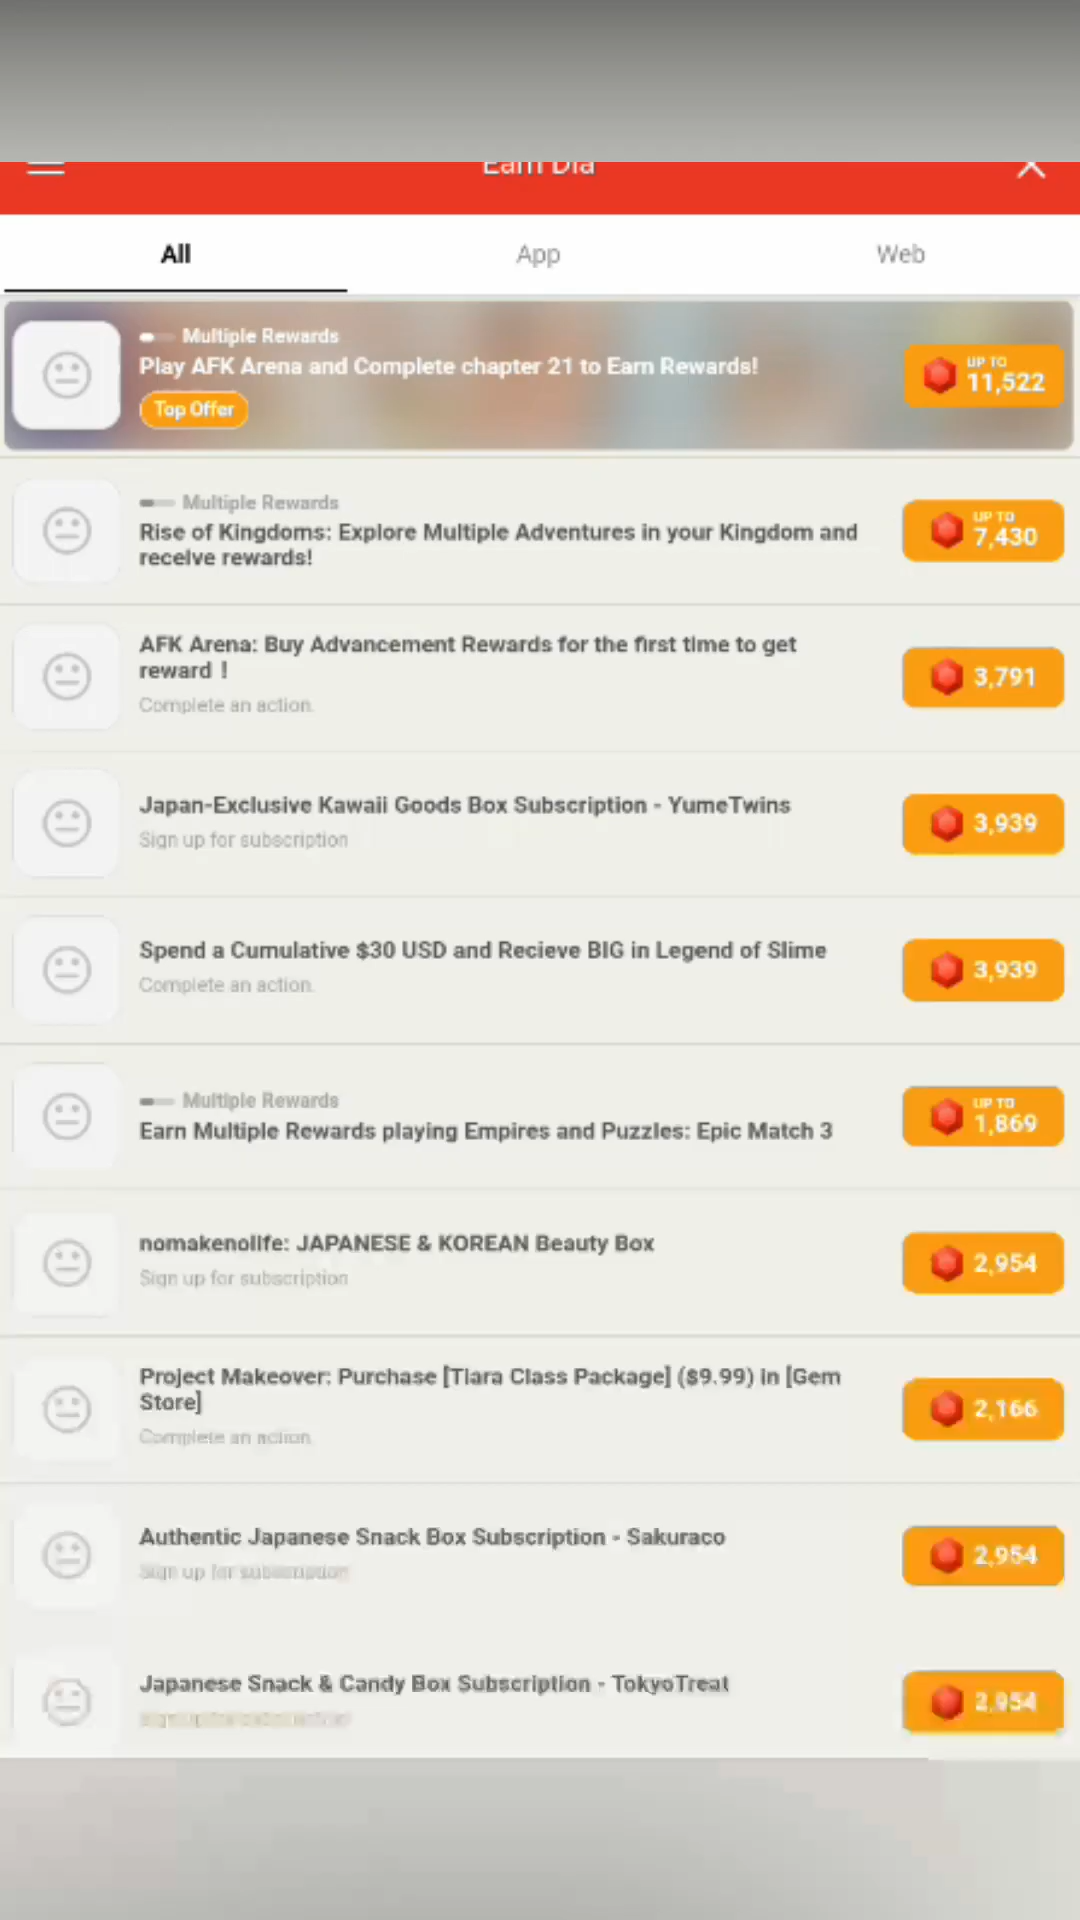 Earn Dia
All
App
Web
Multiple Rewards
Play AFK Arena and Complete chapter 21 to Earn Rewards!
Top Offer
UP TO
11,522
Multiple Rewards
Rise of Kingdoms: Explore Multiple Adventures in your Kingdom and
receive rewards!
UP TO
7,430
AFK Arena: Buy Advancement Rewards for the first time to get
reward !
Complete an action.
3,791
Japan-Exclusive Kawaii Goods Box Subscription - YumeTwins
Sign up for subscription
3,939
Spend a Cumulative $30 USD and Recieve BIG in Legend of Slime
Complete an action.
3,939
Multiple Rewards
Earn Multiple Rewards playing Empires and Puzzles: Epic Match 3
UP TO
1,869
nomakenolife: JAPANESE & KOREAN Beauty Box
Sign up for subscription
2,954
Project Makeover: Purchase [Tiara Class Package] ($9.99) in [Gem
Store]
Complete an action.
2,166
Authentic Japanese Snack Box Subscription - Sakuraco
Sign up for subscription
2,954
Japanese Snack & Candy Box Subscription - TokyoTreat
2,954